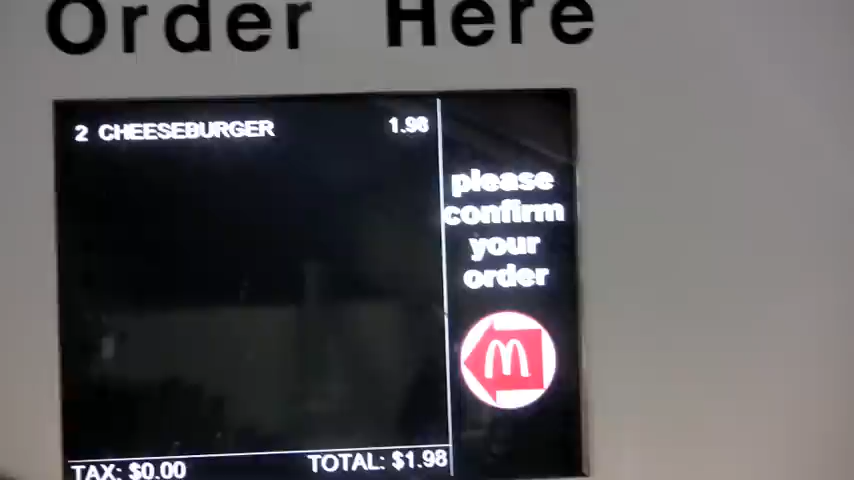 Order Here
2 CHEESEBURGER 1.98
please
confirm
your
order
TAX: $0.00 TOTAL: $1.98